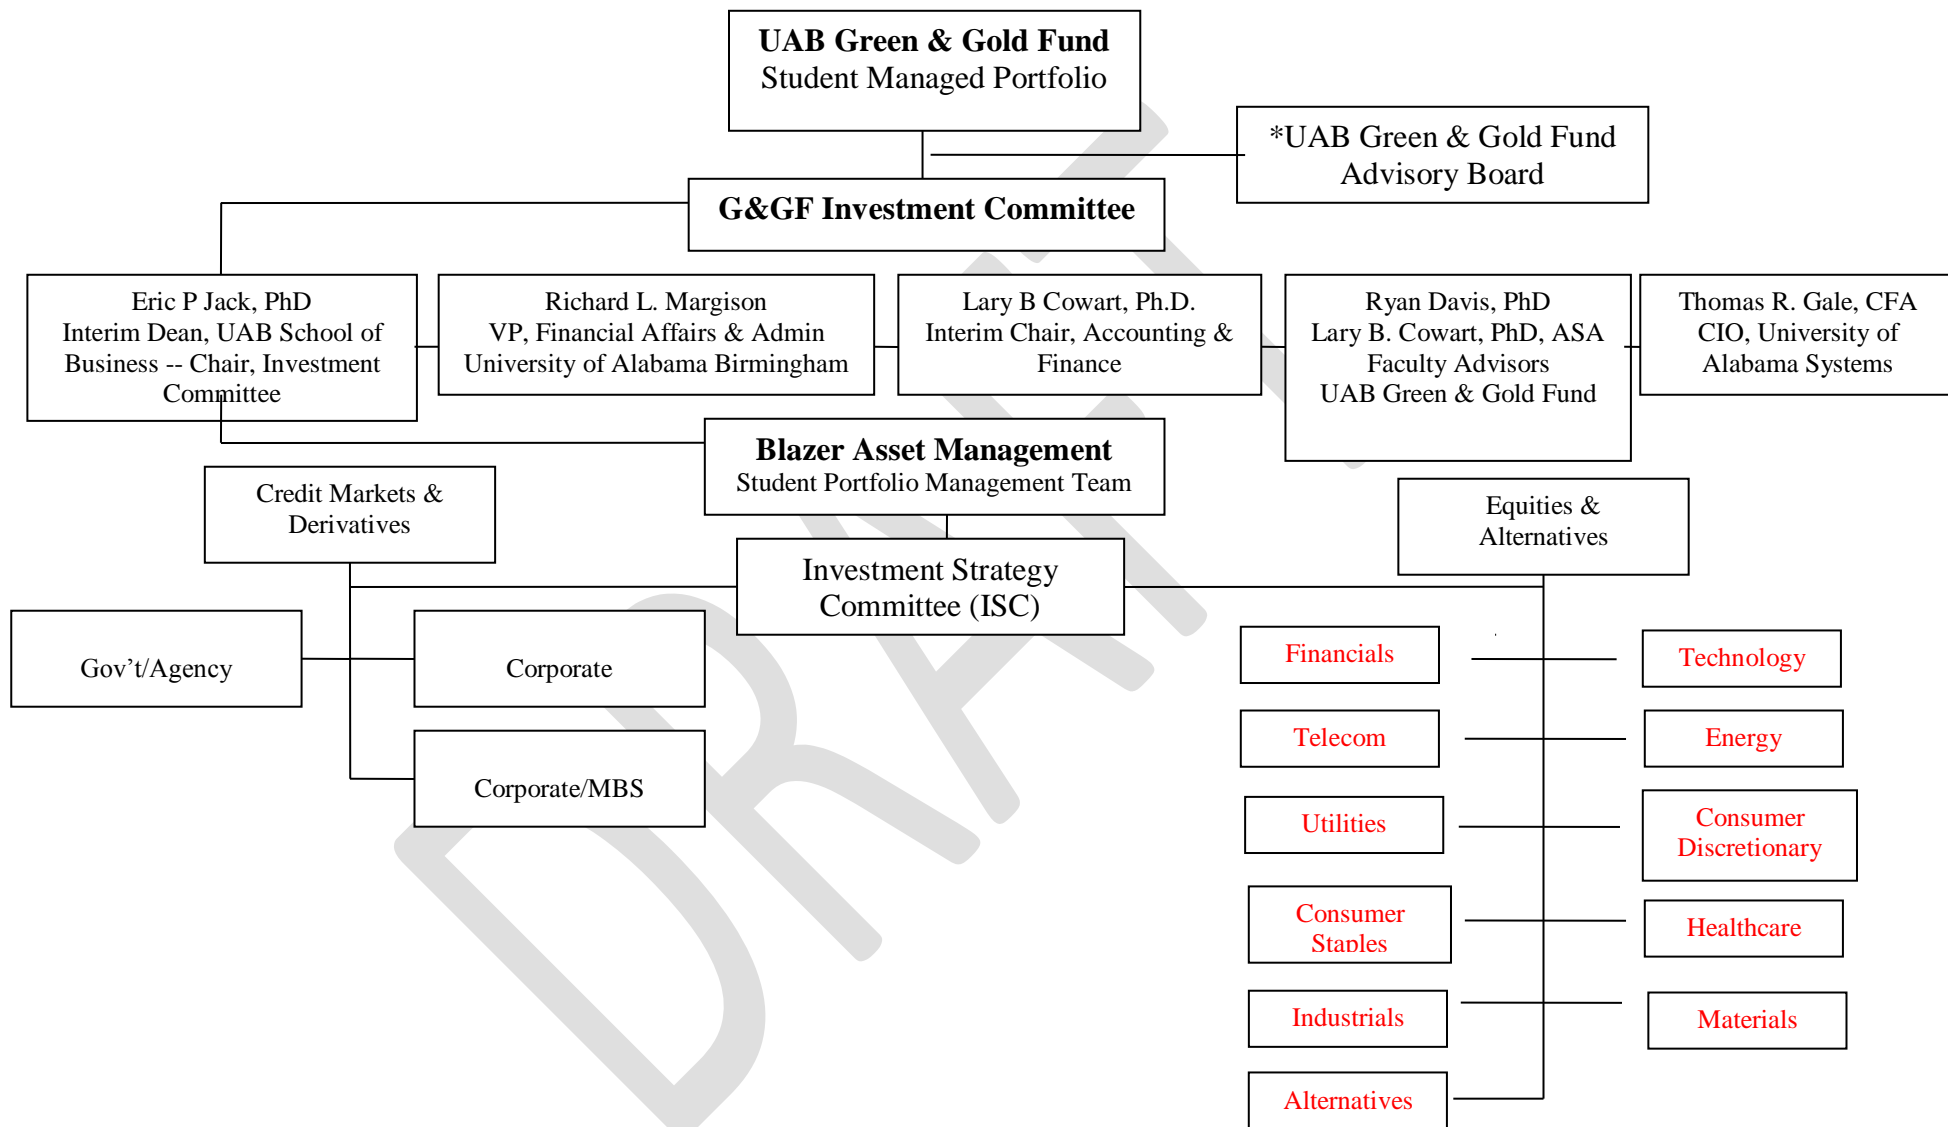 UAB Green & Gold Fund
Student Managed Portfolio
*UAB Green & Gold Fund
Advisory Board
G&GF Investment Committee
Eric P Jack, PhD
Interim Dean, UAB School of
Business -- Chair, Investment
Committee
Richard L. Margison
VP, Financial Affairs & Admin
University of Alabama Birmingham
Lary B Cowart, Ph.D.
Interim Chair, Accounting &
Finance
Ryan Davis, PhD
Lary B. Cowart, PhD, ASA
Faculty Advisors
UAB Green & Gold Fund
Thomas R. Gale, CFA
CIO, University of
Alabama Systems
Blazer Asset Management
Student Portfolio Management Team
Credit Markets &
Derivatives
Equities &
Alternatives
Investment Strategy
Committee (ISC)
Gov’t/Agency
Corporate
Corporate/MBS
Financials
Technology
Telecom
Energy
Utilities
Consumer
Discretionary
Consumer
Staples
Healthcare
Industrials
Materials
Alternatives
DRAFT